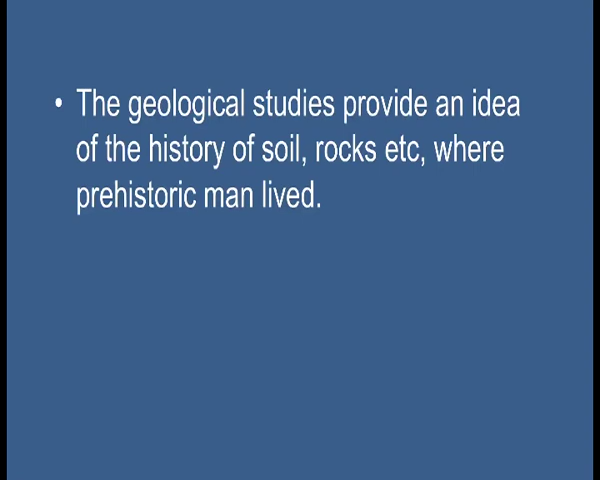 • The geological studies provide an idea
of the history of soil, rocks etc, where
prehistoric man lived.